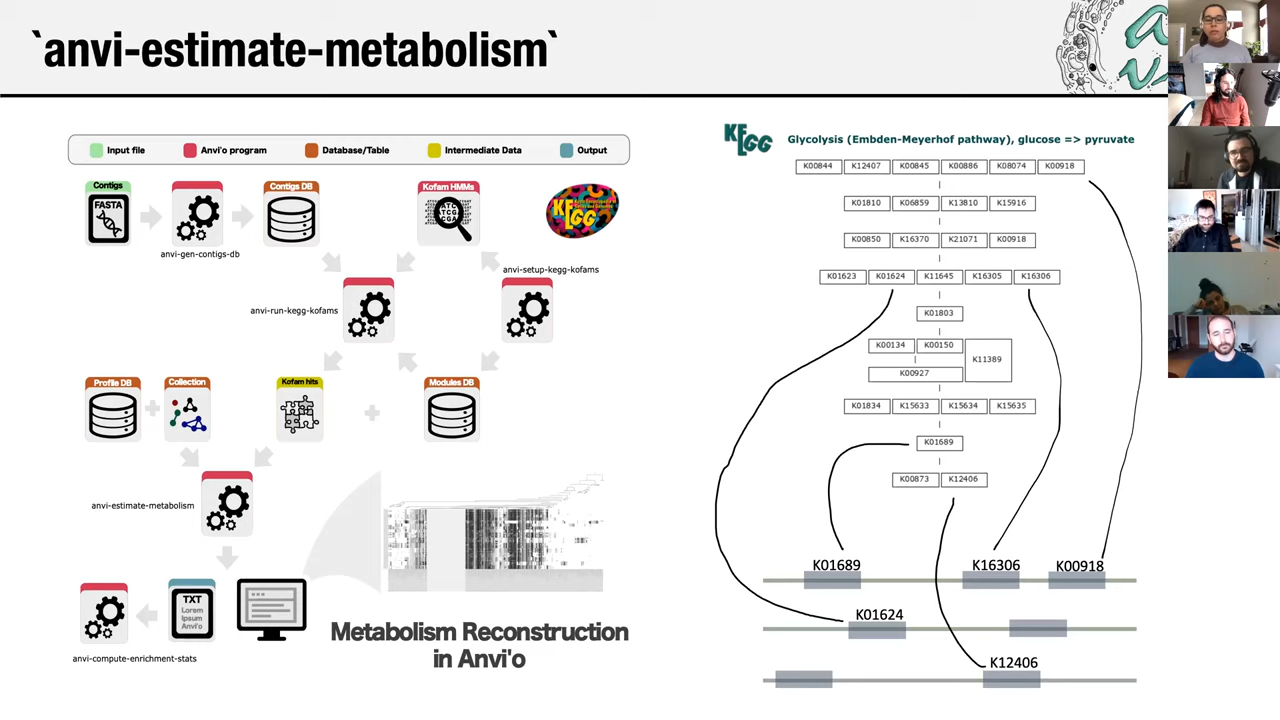 `anvi-estimate-metabolism`
Input file
Anvi'o program
Database/Table
Intermediate Data
Output
Contigs
FASTA
anvi-gen-contigs-db
Contigs DB
Kofam HMMs
KEGG
anvi-setup-kegg-kofams
anvi-run-kegg-kofams
Profile DB
Collection
Kofam hits
Modules DB
anvi-estimate-metabolism
TXT
Lorem
Ipsum
Anvi'o
anvi-compute-enrichment-stats
Metabolism Reconstruction
in Anvi'o
KEGG
Glycolysis (Embden-Meyerhof pathway), glucose => pyruvate
K00844 K12407 K00845 K00886 K08074 K00918
K01810 K06859 K13810 K15916
K00850 K16370 K21071 K00918
K01623 K01624 K11645 K16305 K16306
K01803
K00134 K00150
K11389
K00927
K01834 K15633 K15634 K15635
K01689
K00873 K12406
K01689 K16306 K00918
K01624
K12406